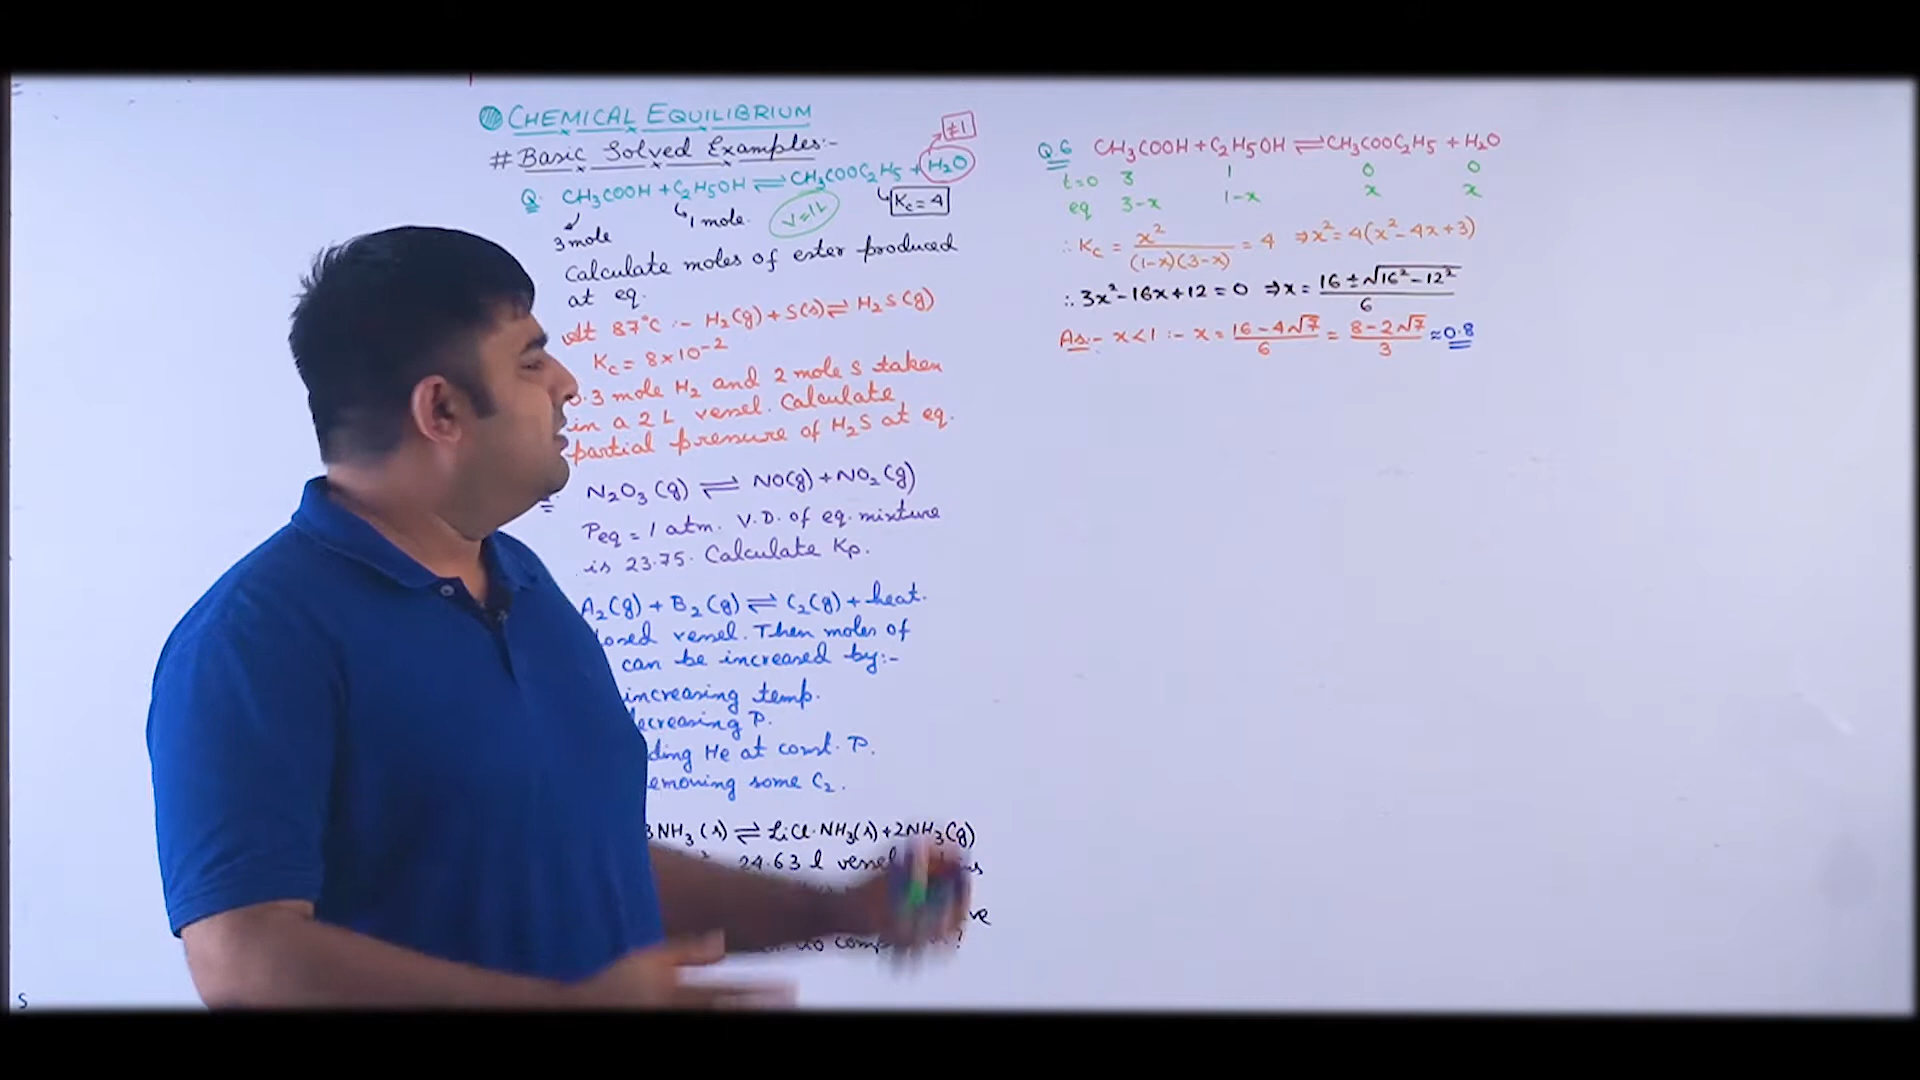 CHEMICAL EQUILIBRIUM
# Basic Solved Examples:-
≠1
Q. CH₃COOH + C₂H₅OH ⇌ CH₃COOC₂H₅ + H₂O
3 mole
1 mole.
V=1L
Kc = 4
Calculate moles of ester produced
at eq.
At 87°C :- H₂(g) + S(s) ⇌ H₂S(g)
Kc = 8×10⁻²
0.3 mole H₂ and 2 mole S taken
in a 2 L vessel. Calculate
partial pressure of H₂S at eq.
N₂O₃(g) ⇌ NO(g) + NO₂(g)
Peq = 1 atm. V.D. of eq. mixture
is 23.75. Calculate Kp.
A₂(g) + B₂(g) ⇌ C₂(g) + heat.
vessel. Then moles of
can be increased by:-
increasing temp.
decreasing P.
He at const. P.
removing some C₂.
3NH₃(s) ⇌ LiCl·NH₃(s) + 2NH₃(g)
24.63 l vessel
?
Q.6 CH₃COOH + C₂H₅OH ⇌ CH₃COOC₂H₅ + H₂O
t=0 3 1 0 0
eq 3-x 1-x x x
∴ Kc = x²/(1-x)(3-x) = 4 ⇒ x² = 4(x²-4x+3)
∴ 3x²-16x+12 = 0 ⇒ x = 16 ± √16²-12²/6
As:- x<1 :- x = 16-4√7/6 = 8-2√7/3 ≈ 0.8
S